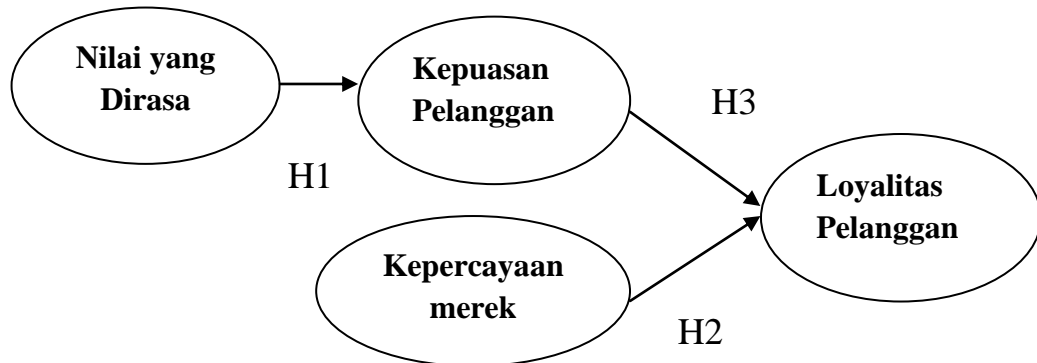 Nilai yang
Dirasa
Kepuasan
Pelanggan
H3
H1
Loyalitas
Pelanggan
Kepercayaan
merek
H2